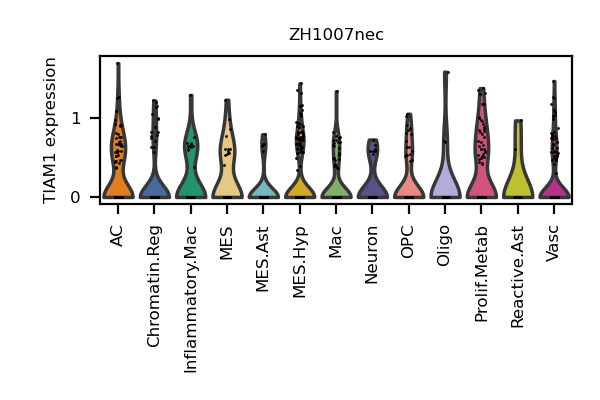 ZH1007nec
TIAM1 expression
1
0
AC
Chromatin.Reg
Inflammatory.Mac
MES
MES.Ast
MES.Hyp
Mac
Neuron
OPC
Oligo
Prolif.Metab
Reactive.Ast
Vasc